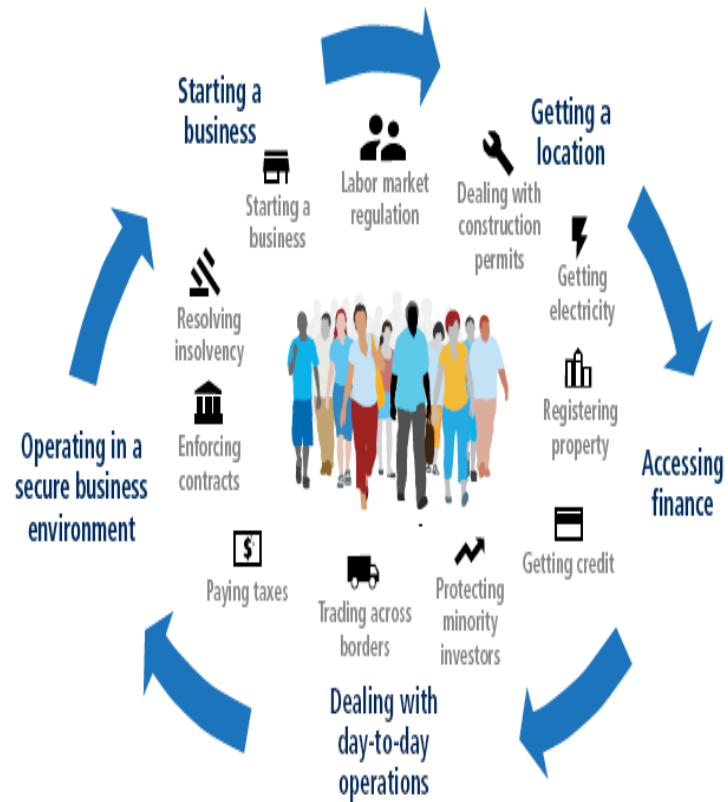 Starting a
business
Getting a
location
Starting a
business
Labor market
regulation
Dealing with
construction
permits
Getting
electricity
Resolving
insolvency
Registering
property
Enforcing
contracts
Operating in a
secure business
environment
Accessing
finance
Getting credit
Paying taxes
$
Trading across
borders
Protecting
minority
investors
Dealing with
day-to-day
operations